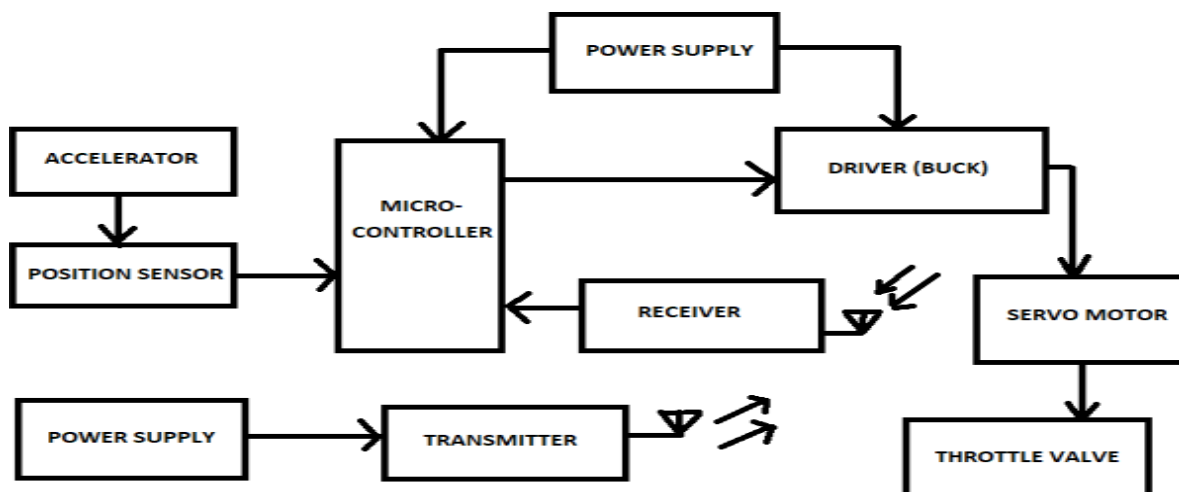 POWER SUPPLY
ACCELERATOR
DRIVER (BUCK)
MICRO-
CONTROLLER
POSITION SENSOR
RECEIVER
SERVO MOTOR
POWER SUPPLY
TRANSMITTER
THROTTLE VALVE